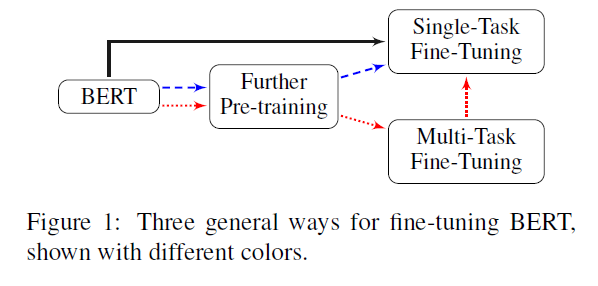 Single-Task
Fine-Tuning
BERT
Further
Pre-training
Multi-Task
Fine-Tuning
Figure 1: Three general ways for fine-tuning BERT,
shown with different colors.